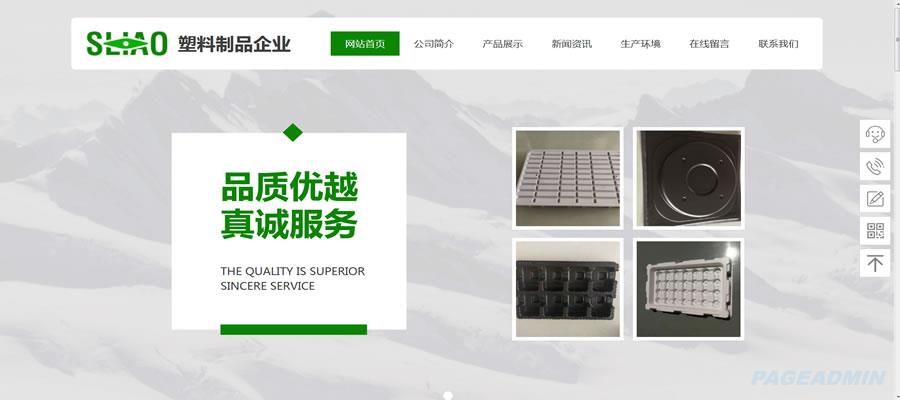 SLIAO 塑料制品企业
网站首页 公司简介 产品展示 新闻资讯 生产环境 在线留言 联系我们
品质优越
真诚服务
THE QUALITY IS SUPERIOR
SINCERE SERVICE
PAGEADMIN